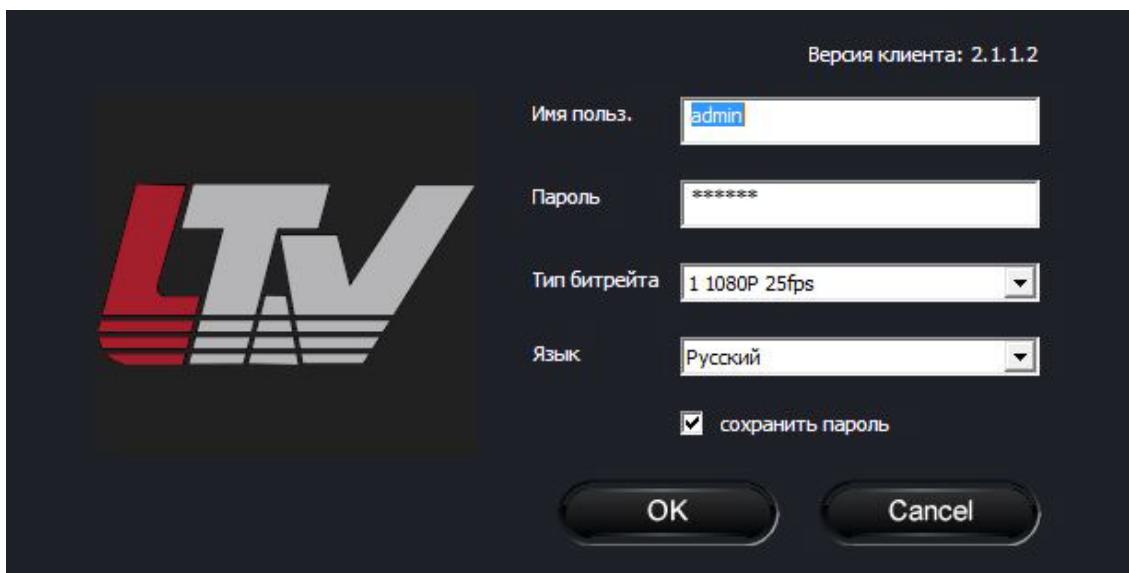 Версия клиента: 2.1.1.2
Имя польз. admin
LTV
Пароль ******
Тип битрейта 1 1080P 25fps
Язык Русский
сохранить пароль
OK Cancel